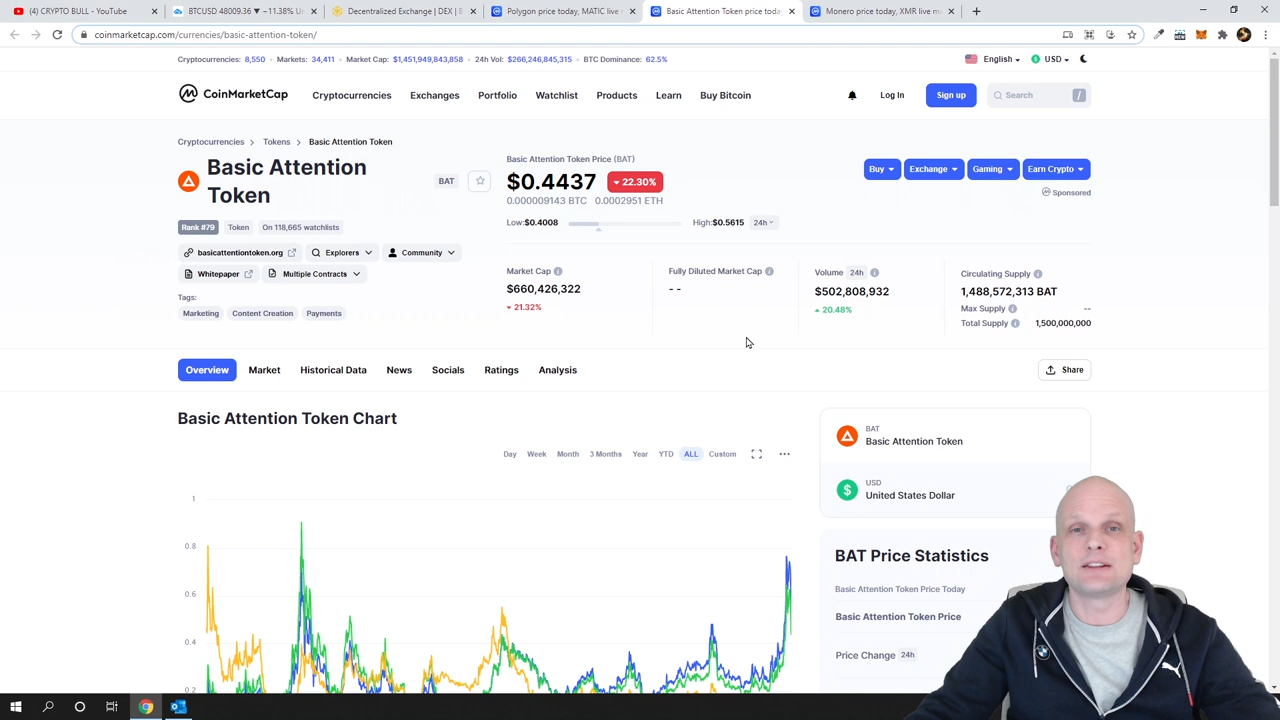 (4) CRYPTO BULL - YouTube
BTCUSD 48009.36 ▼ −11.38% Un
Decentralized Exchange | DEX | B
Polygon price today, MATIC live
Basic Attention Token price today
Monero price today, XRM live m
coinmarketcap.com/currencies/basic-attention-token/
Cryptocurrencies: 8,550 Markets: 34,411 Market Cap: $1,451,949,843,858 24h Vol: $266,246,845,315 BTC Dominance: 62.5%
English USD
CoinMarketCap
Cryptocurrencies Exchanges Portfolio Watchlist Products Learn Buy Bitcoin
Log In Sign up Search /
Cryptocurrencies > Tokens > Basic Attention Token
Basic Attention
Token
BAT
Rank #79 Token On 118,665 watchlists
basicattentiontoken.org Explorers Community
Whitepaper Multiple Contracts
Tags:
Marketing Content Creation Payments
Basic Attention Token Price (BAT)
$0.4437 22.30%
0.000009143 BTC 0.0002951 ETH
Low:$0.4008 High:$0.5615 24h
Buy Exchange Gaming Earn Crypto
Sponsored
Market Cap
$660,426,322
21.32%
Fully Diluted Market Cap
- -
Volume 24h
$502,808,932
20.48%
Circulating Supply
1,488,572,313 BAT
Max Supply --
Total Supply 1,500,000,000
Overview Market Historical Data News Socials Ratings Analysis
Share
Basic Attention Token Chart
Day Week Month 3 Months Year YTD ALL Custom
1
0.8
0.6
0.4
0.2
BAT
Basic Attention Token
USD
United States Dollar
BAT Price Statistics
Basic Attention Token Price Today
Basic Attention Token Price
Price Change 24h